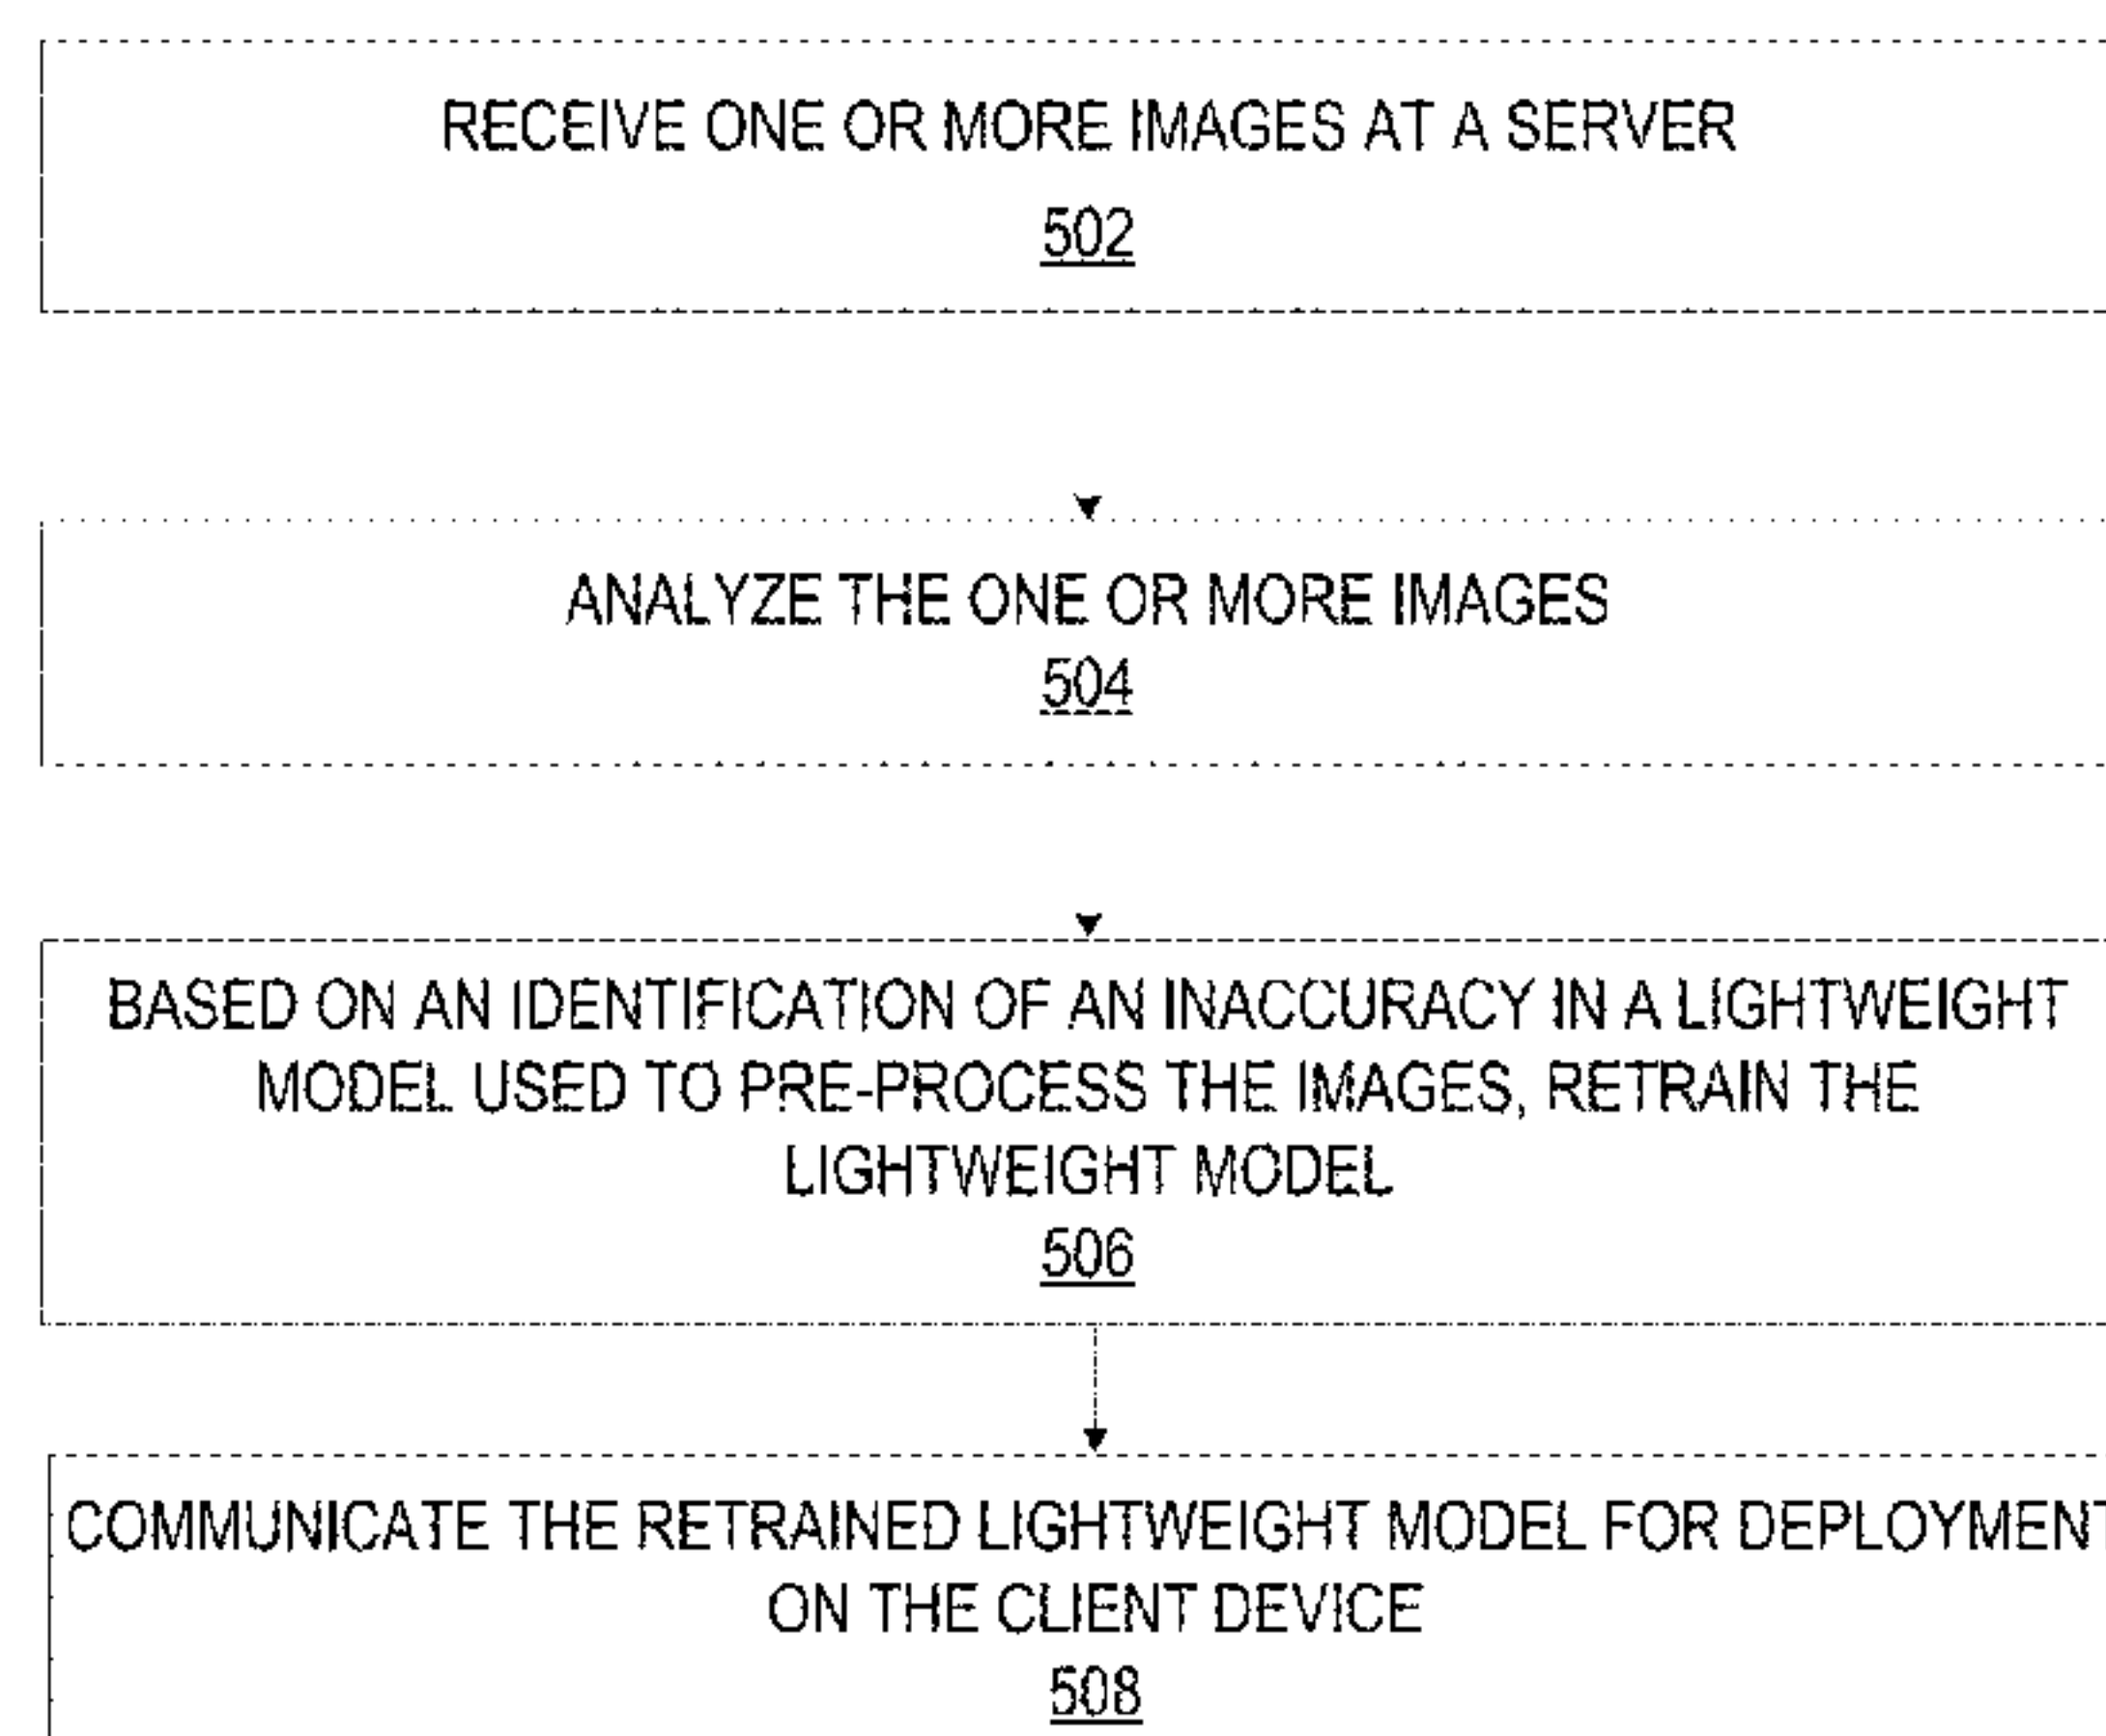 RECEIVE ONE OR MORE IMAGES AT A SERVER
502
ANALYZE THE ONE OR MORE IMAGES
504
BASED ON AN IDENTIFICATION OF AN INACCURACY IN A LIGHTWEIGHT
MODEL USED TO PRE-PROCESS THE IMAGES, RETRAIN THE
LIGHTWEIGHT MODEL
506
COMMUNICATE THE RETRAINED LIGHTWEIGHT MODEL FOR DEPLOYMENT
ON THE CLIENT DEVICE
508